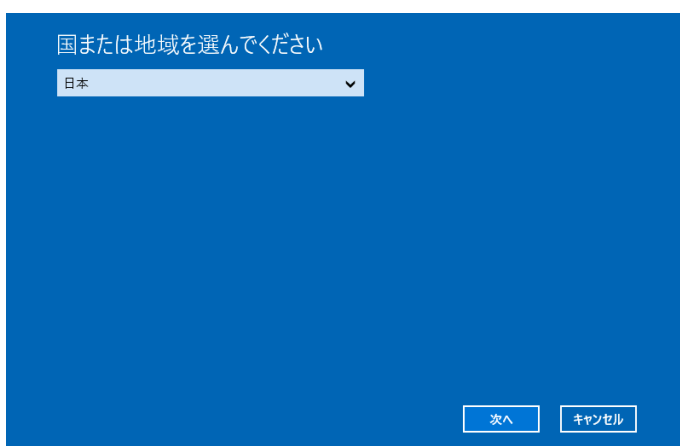 国または地域を選んでください
日本
次へ
キャンセル